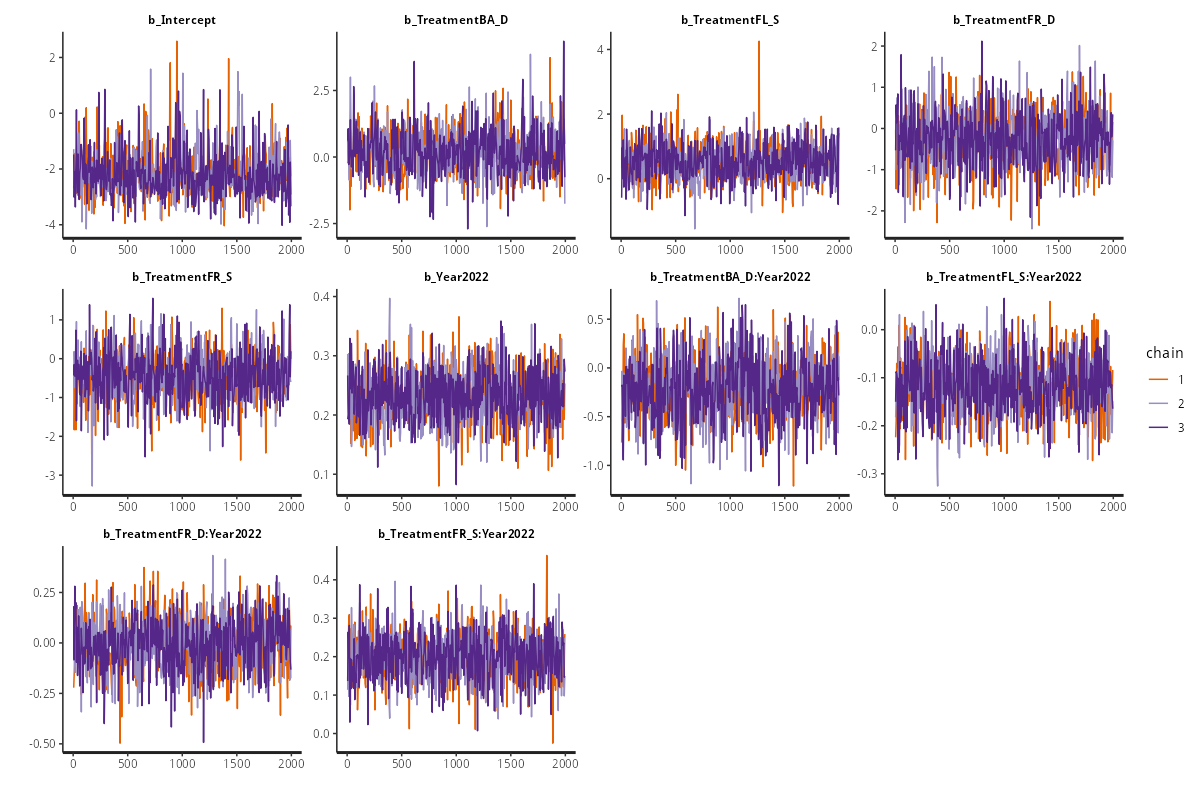 b_Intercept b_TreatmentBA_D b_TreatmentFL_S b_TreatmentFR_D
2 0 -2 -4
2.5 0.0 -2.5
4 2 0
2 1 0 -1 -2
0 500 1000 1500 2000 0 500 1000 1500 2000 0 500 1000 1500 2000 0 500 1000 1500 2000
b_TreatmentFR_S b_Year2022 b_TreatmentBA_D:Year2022 b_TreatmentFL_S:Year2022
1 0 -1 -2 -3
0.4 0.3 0.2 0.1
0.5 0.0 -0.5 -1.0
0.0 -0.1 -0.2 -0.3
0 500 1000 1500 2000 0 500 1000 1500 2000 0 500 1000 1500 2000 0 500 1000 1500 2000
chain
1
2
3
b_TreatmentFR_D:Year2022 b_TreatmentFR_S:Year2022
0.25 0.00 -0.25 -0.50
0.4 0.3 0.2 0.1 0.0
0 500 1000 1500 2000 0 500 1000 1500 2000